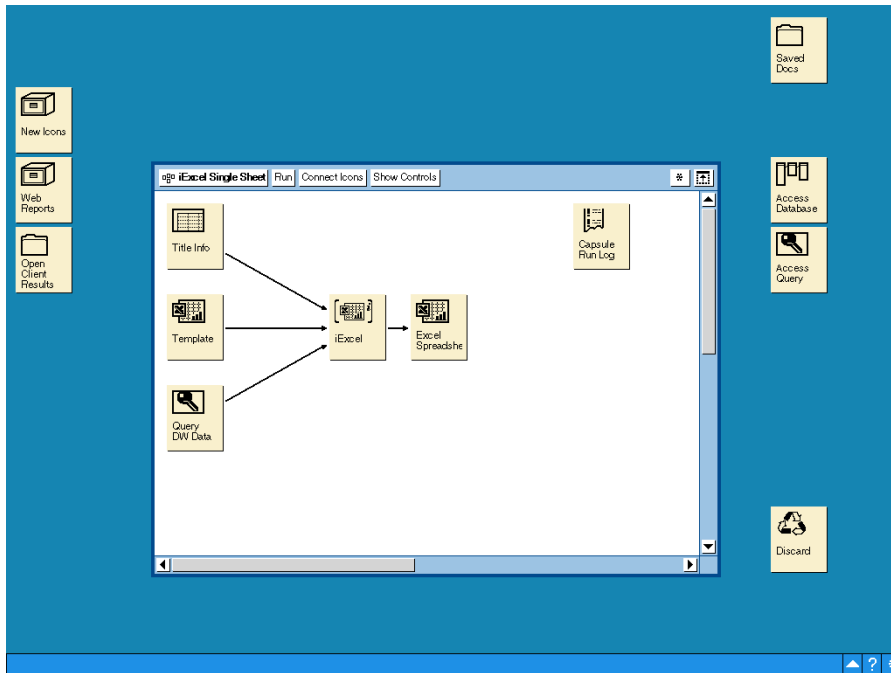 Saved
Docs
New Icons
Web
Reports
Open
Client
Results
iExcel Single Sheet
Run
Connect Icons
Show Controls
*
Title Info
Capsule
Run Log
Template
iExcel
Excel
Spreadshe
Query
DW Data
Access
Database
Access
Query
Discard
?